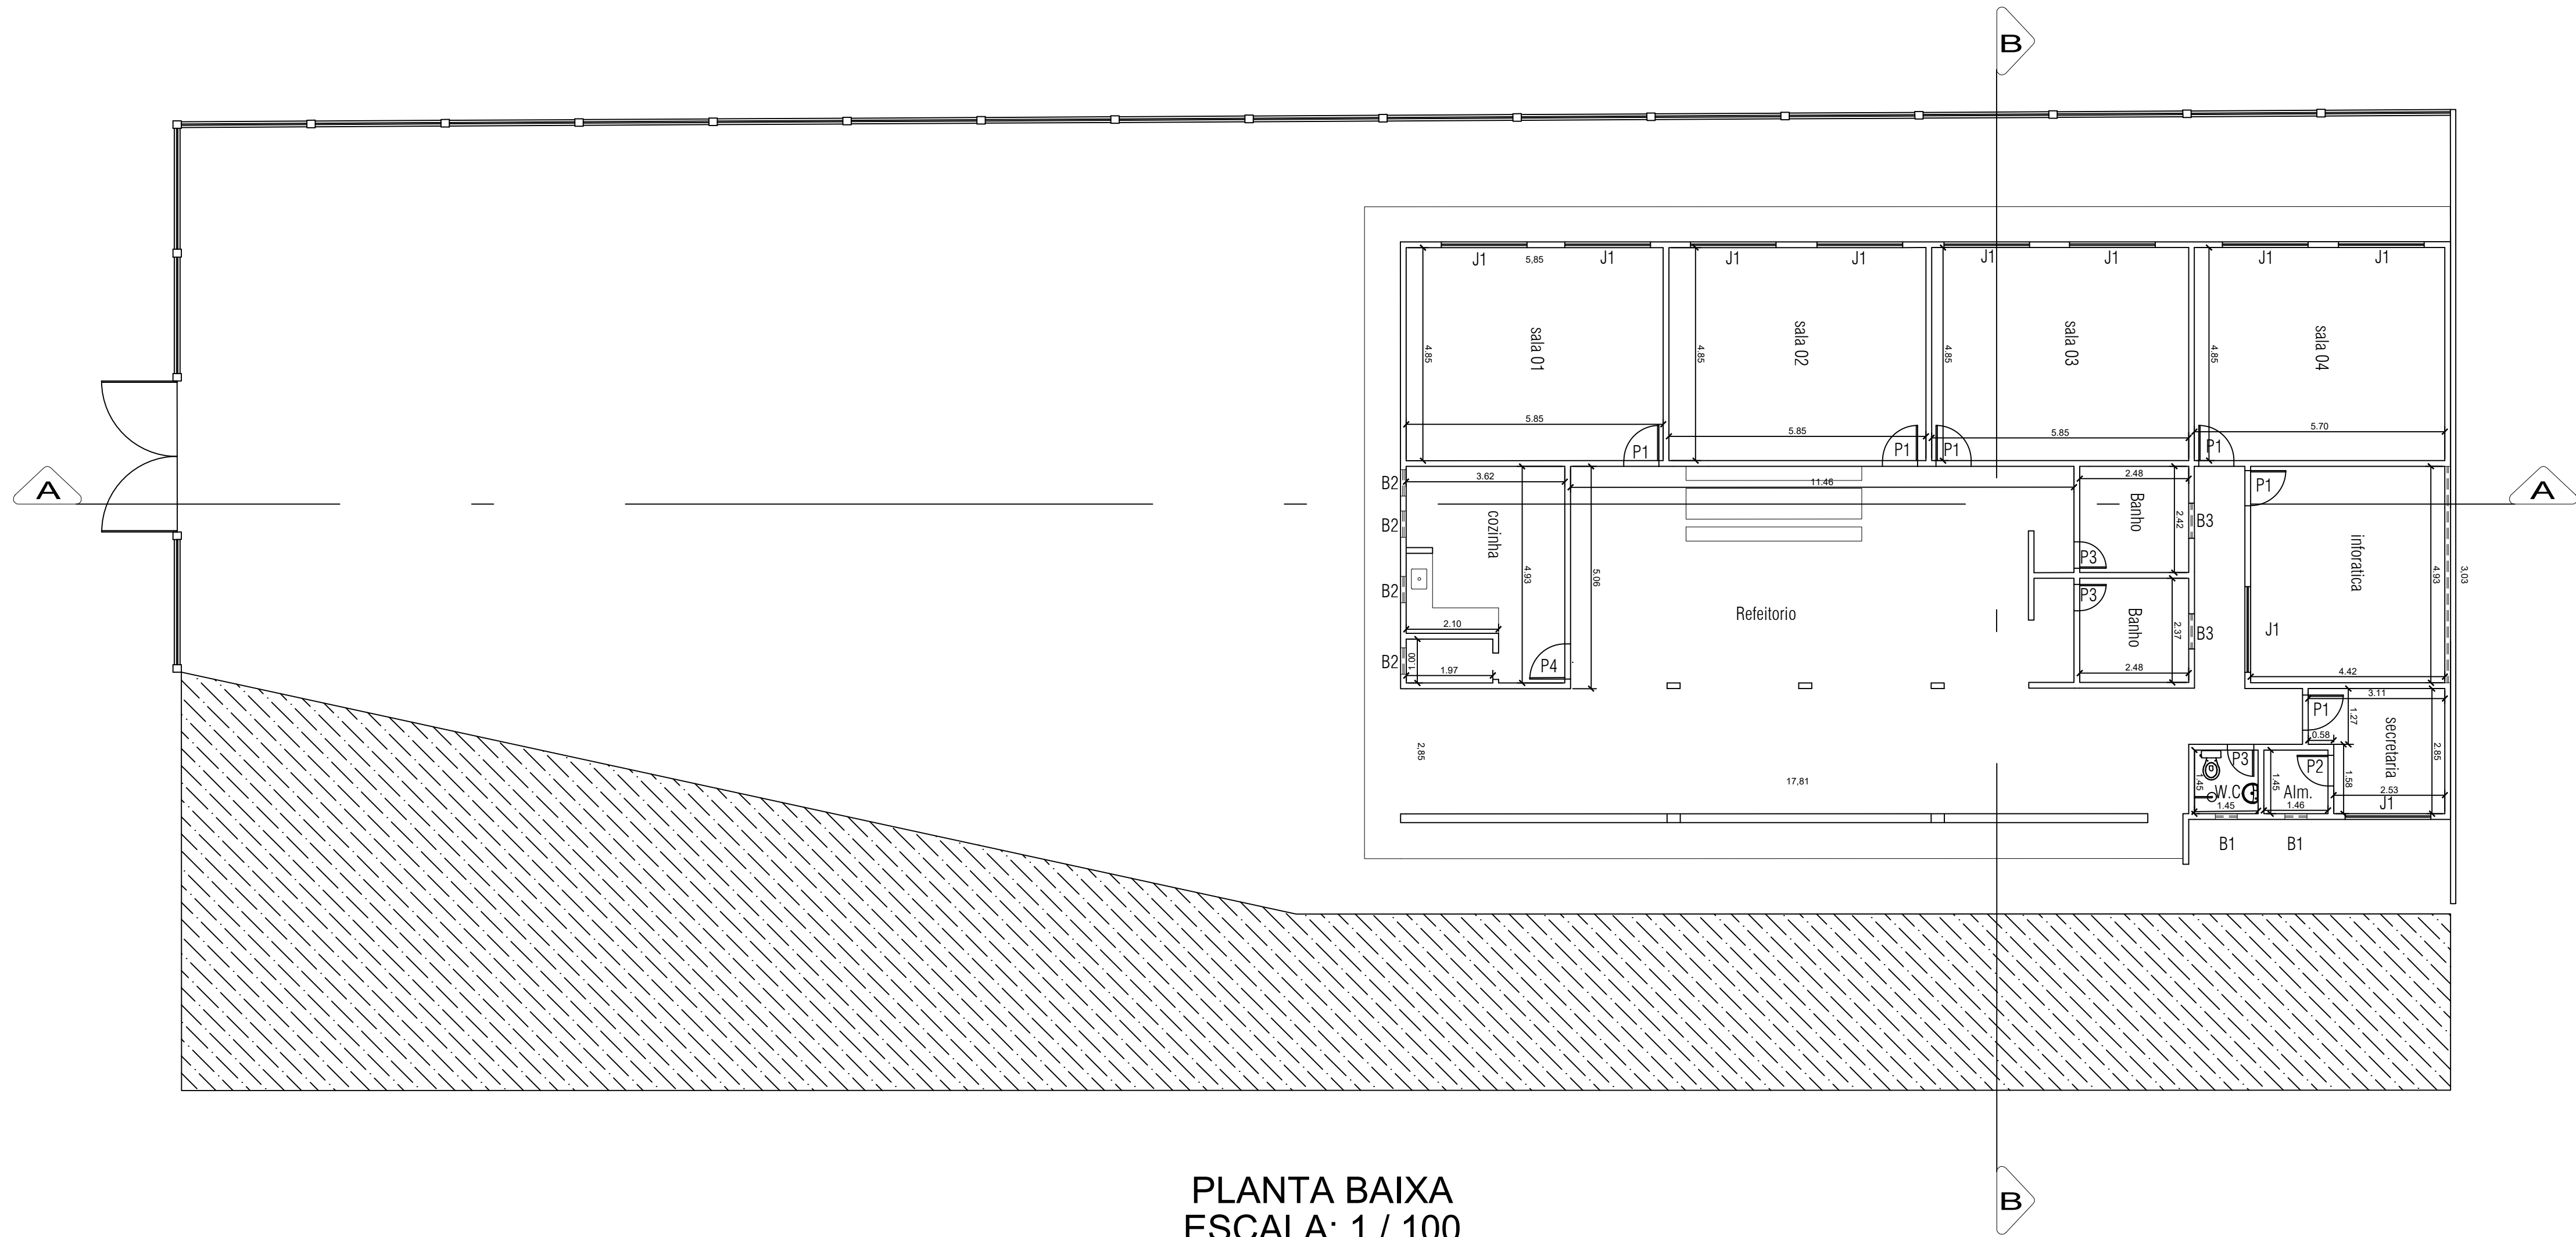 B
J1
5,85
J1
J1
J1
J1
J1
J1
J1
4.85
sala 01
4.85
sala 02
4.85
sala 03
4.85
sala 04
5.85
5.85
5.85
5.70
P1
P1
P1
P1
A
B2
3.62
11.46
2.48
P1
A
B2
cozinha
Banho
2.42
B3
P3
inforatica
4.93
5.06
4.93
3,03
B2
P3
Refeitorio
Banho
2.37
B3
J1
2.10
B2
1.00
1.97
P4
2.48
4.42
3.11
P1
1.27
secretaria
2.85
0.58
2,85
17,81
P3
P2
1.45
W.C
1.45
1.45
Alm.
1.46
1.58
2.53
J1
B1
B1
PLANTA BAIXA
B
ESCALA: 1 / 100